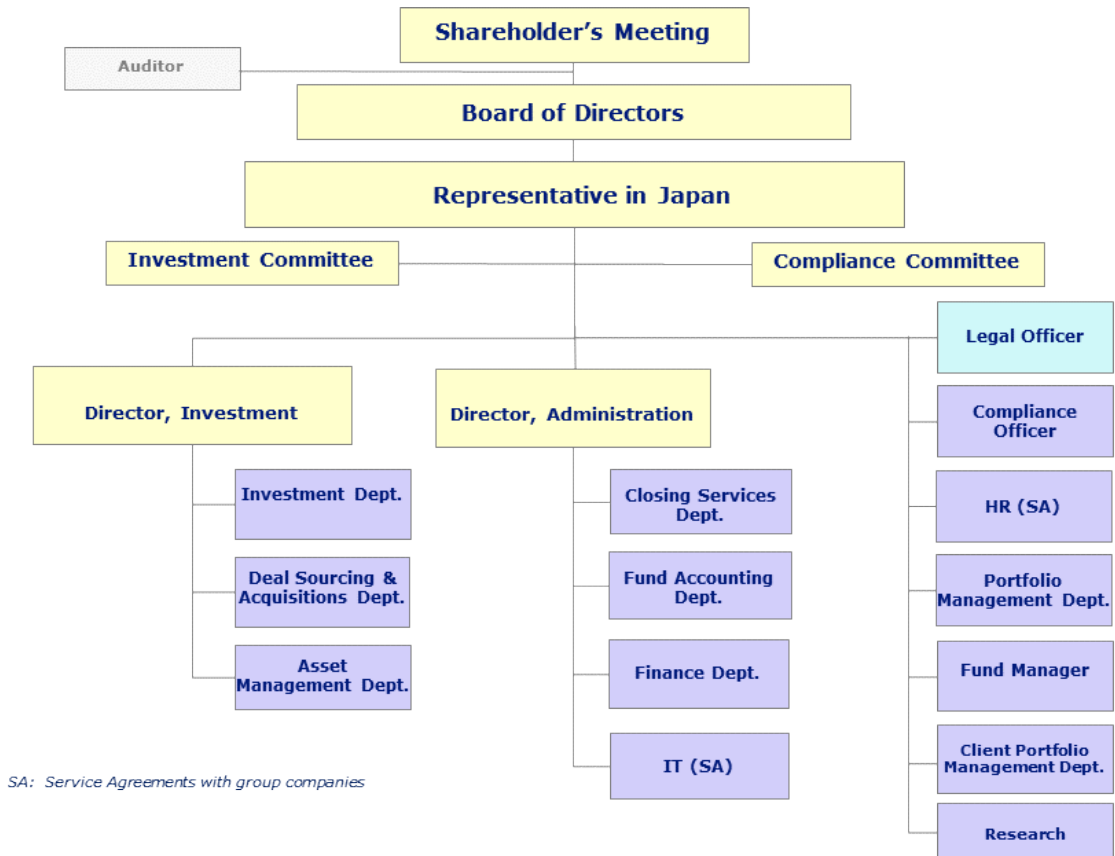 Shareholder's Meeting
Auditor
Board of Directors
Representative in Japan
Investment Committee
Compliance Committee
Legal Officer
Director, Investment
Director, Administration
Compliance
Officer
Investment Dept.
Closing Services
Dept.
HR (SA)
Deal Sourcing &
Acquisitions Dept.
Fund Accounting
Dept.
Portfolio
Management Dept.
Asset
Management Dept.
Finance Dept.
Fund Manager
IT (SA)
Client Portfolio
Management Dept.
SA: Service Agreements with group companies
Research